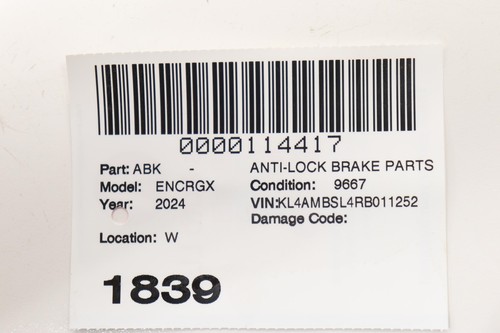 0000114417
Part: ABK - ANTI-LOCK BRAKE PARTS
Model: ENCRGX Condition: 9667
Year: 2024 VIN:KL4AMBSL4RB011252
Damage Code:
Location: W
1839